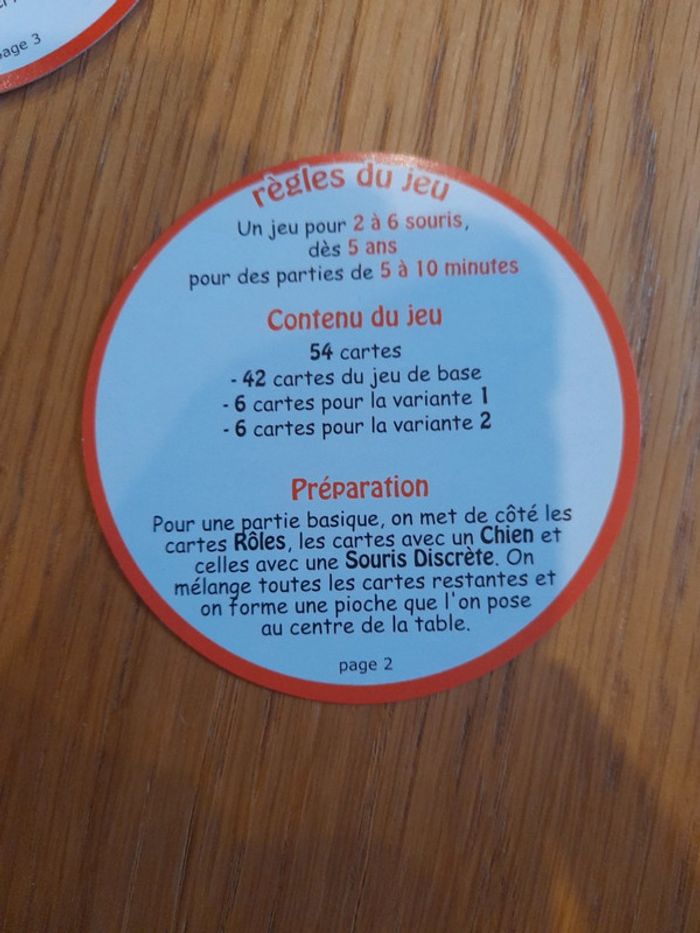 page 3
règles du jeu
Un jeu pour 2 à 6 souris,
dès 5 ans
pour des parties de 5 à 10 minutes
Contenu du jeu
54 cartes
- 42 cartes du jeu de base
- 6 cartes pour la variante 1
- 6 cartes pour la variante 2
Préparation
Pour une partie basique, on met de côté les
cartes Rôles, les cartes avec un Chien et
celles avec une Souris Discrète. On
mélange toutes les cartes restantes et
on forme une pioche que l'on pose
au centre de la table.
page 2